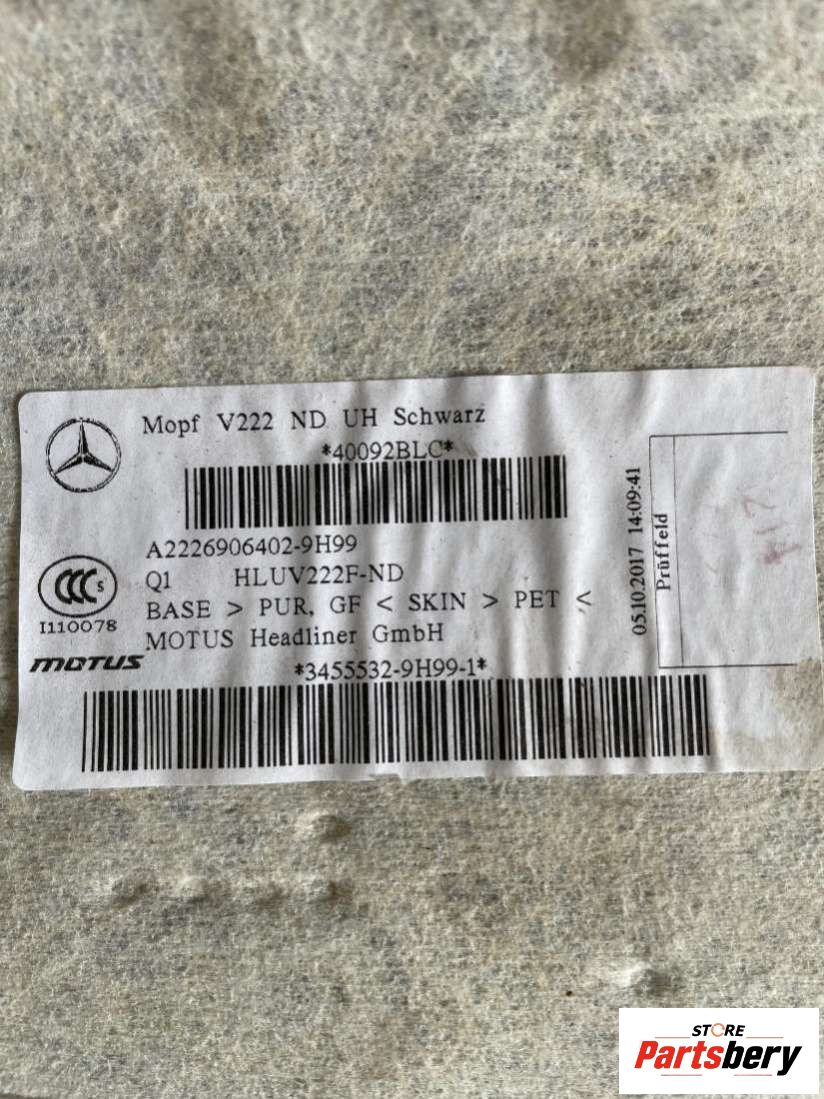 Mopf V222 ND UH Schwarz
*40092BLC*
A2226906402-9H99
Q1 HLUV222F-ND
BASE > PUR, GF < SKIN > PET <
MOTUS Headliner GmbH
*3455532-9H99-1*
CCC S
I110078
MOTUS
05.10.2017 14:09:41
Prüffeld
STORE
Partsbery